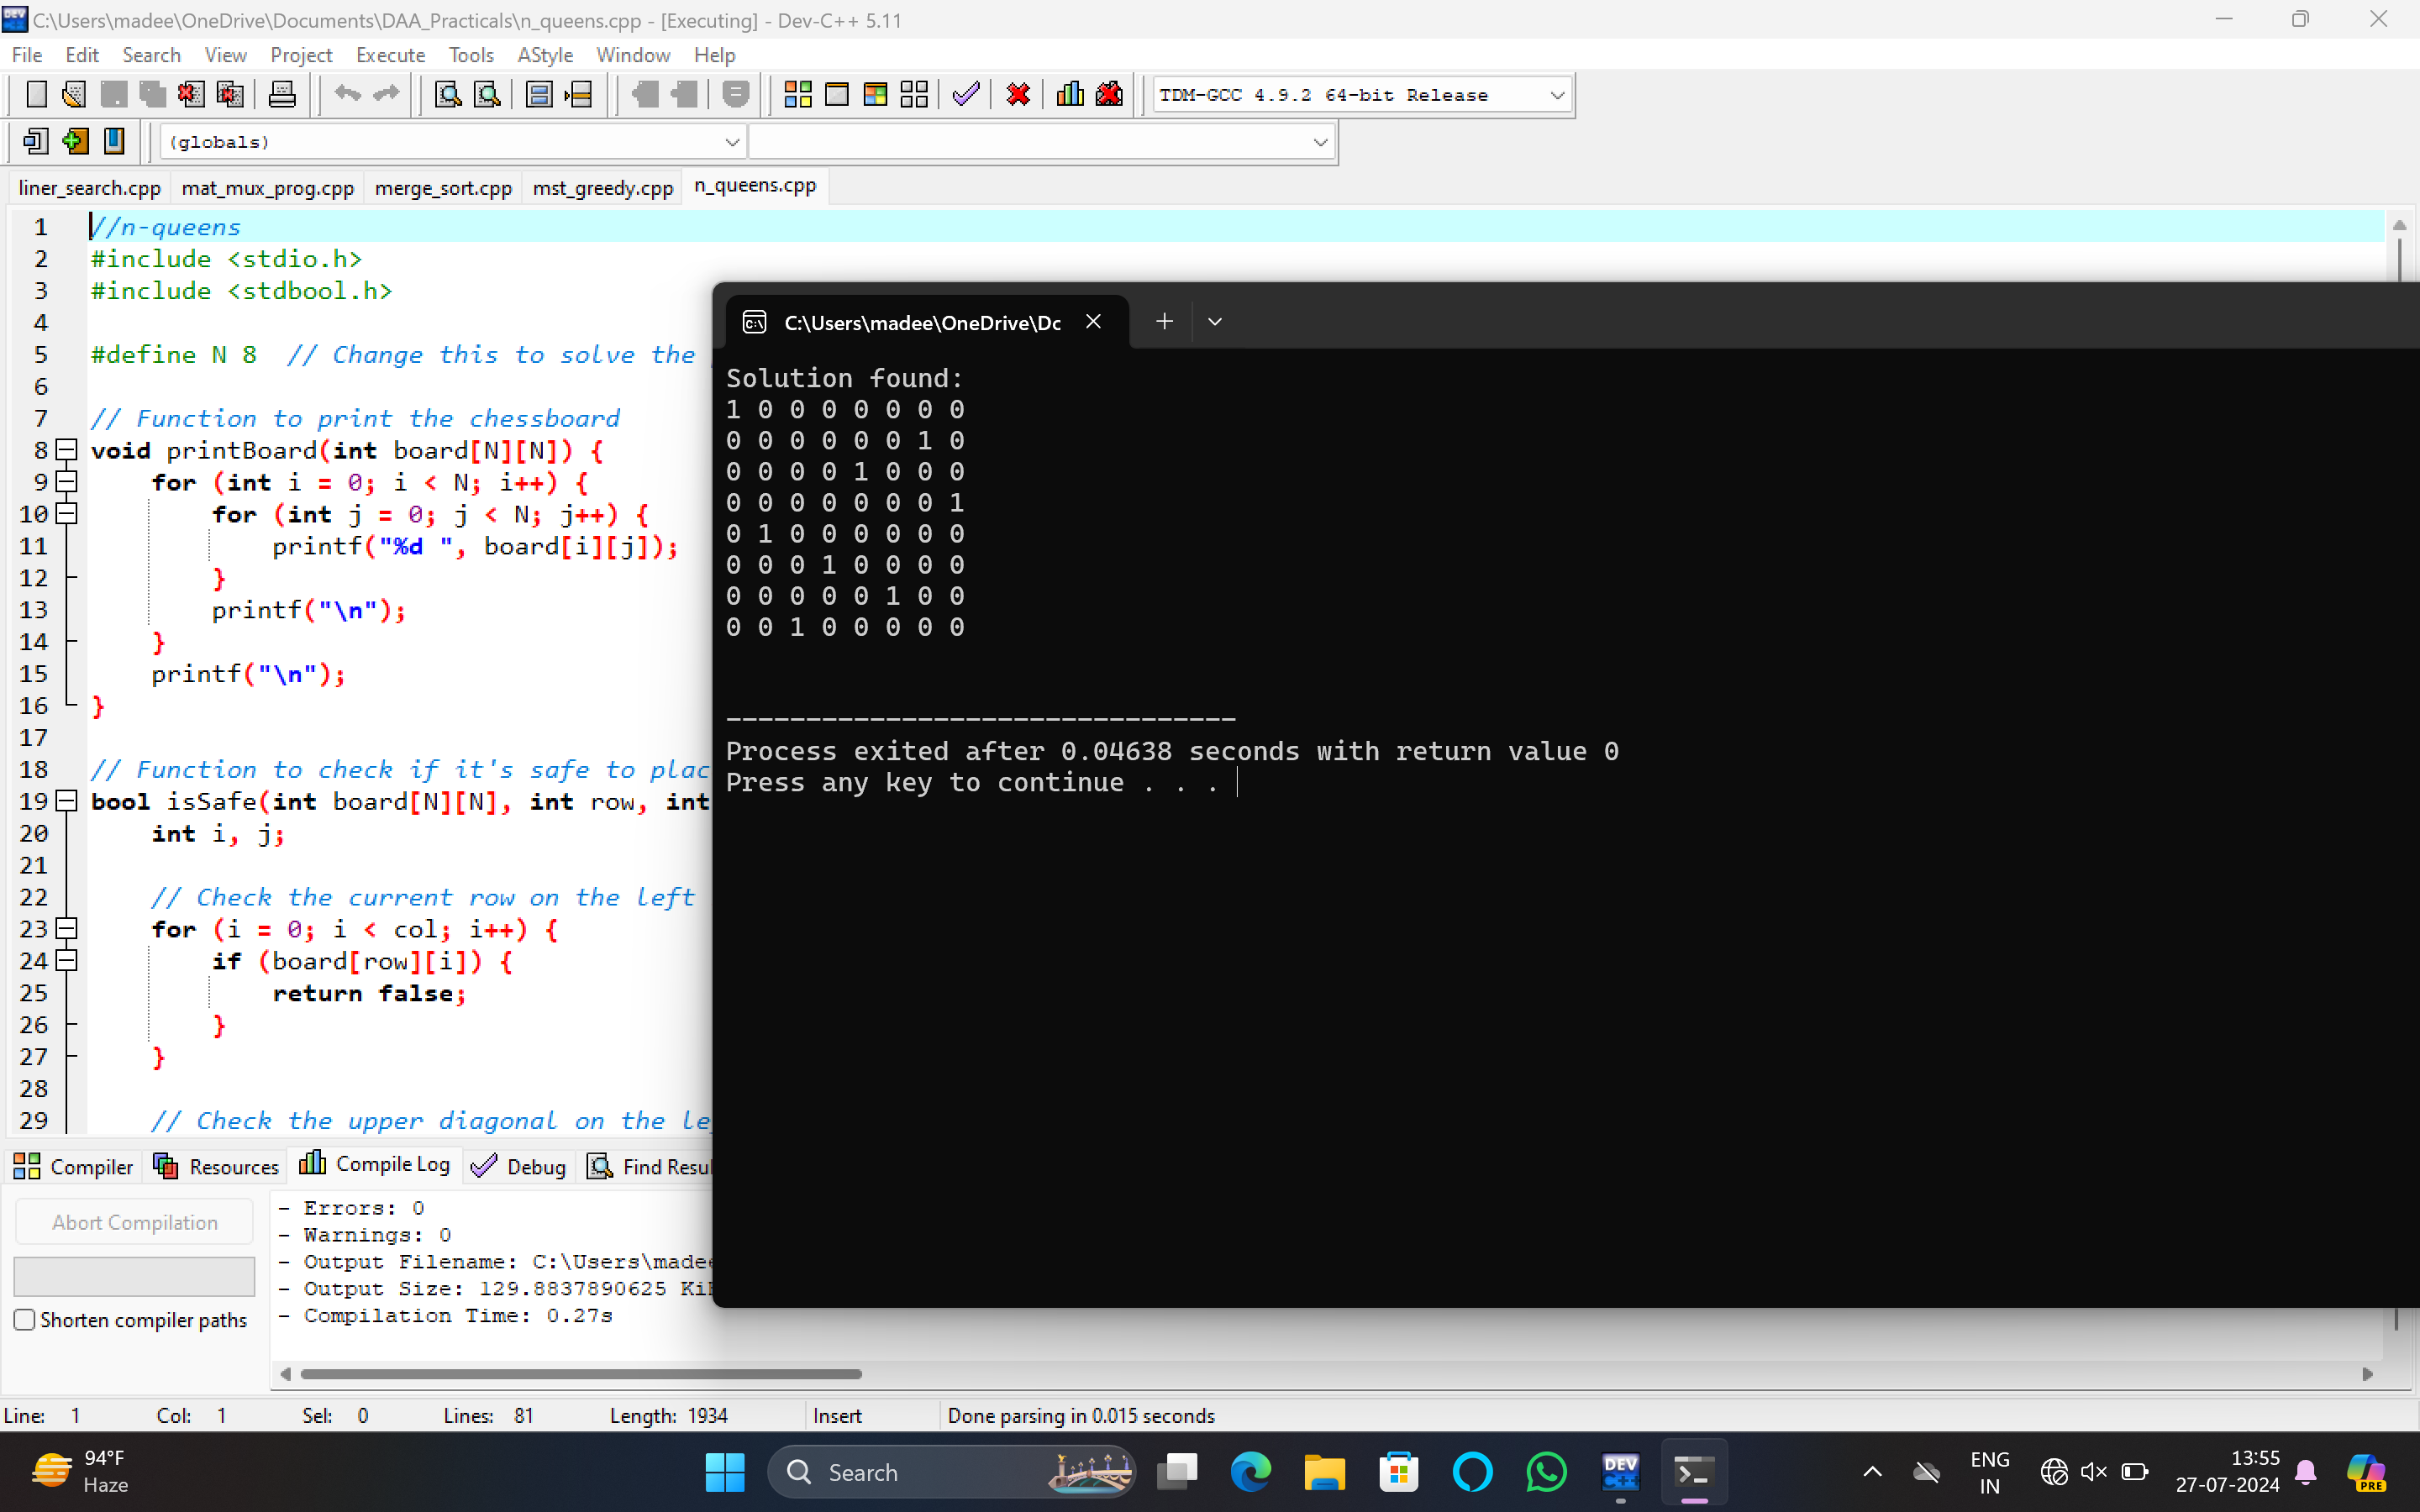 C:\Users\madee\OneDrive\Documents\DAA_Practicals\n_queens.cpp - [Executing] - Dev-C++ 5.11
File Edit Search View Project Execute Tools AStyle Window Help
TDM-GCC 4.9.2 64-bit Release
(globals)
liner_search.cpp mat_mux_prog.cpp merge_sort.cpp mst_greedy.cpp n_queens.cpp
1 //n-queens
2 #include <stdio.h>
3 #include <stdbool.h>
4
5 #define N 8 // Change this to solve the
6
7 // Function to print the chessboard
8 void printBoard(int board[N][N]) {
9 for (int i = 0; i < N; i++) {
10 for (int j = 0; j < N; j++) {
11 printf("%d ", board[i][j]);
12 }
13 printf("\n");
14 }
15 printf("\n");
16 }
17
18 // Function to check if it's safe to plac
19 bool isSafe(int board[N][N], int row, int
20 int i, j;
21
22 // Check the current row on the left
23 for (i = 0; i < col; i++) {
24 if (board[row][i]) {
25 return false;
26 }
27 }
28
29 // Check the upper diagonal on the le
C:\Users\madee\OneDrive\Dc
Solution found:
1 0 0 0 0 0 0 0
0 0 0 0 0 0 1 0
0 0 0 0 1 0 0 0
0 0 0 0 0 0 0 1
0 1 0 0 0 0 0 0
0 0 0 1 0 0 0 0
0 0 0 0 0 1 0 0
0 0 1 0 0 0 0 0
--------------------------------
Process exited after 0.04638 seconds with return value 0
Press any key to continue . . .
Compiler Resources Compile Log Debug Find Resul
Abort Compilation
Shorten compiler paths
- Errors: 0
- Warnings: 0
- Output Filename: C:\Users\madee
- Output Size: 129.8837890625 KiB
- Compilation Time: 0.27s
Line: 1 Col: 1 Sel: 0 Lines: 81 Length: 1934 Insert Done parsing in 0.015 seconds
94°F
Haze
Search
DEV
C++
ENG
IN
13:55
27-07-2024
PRE